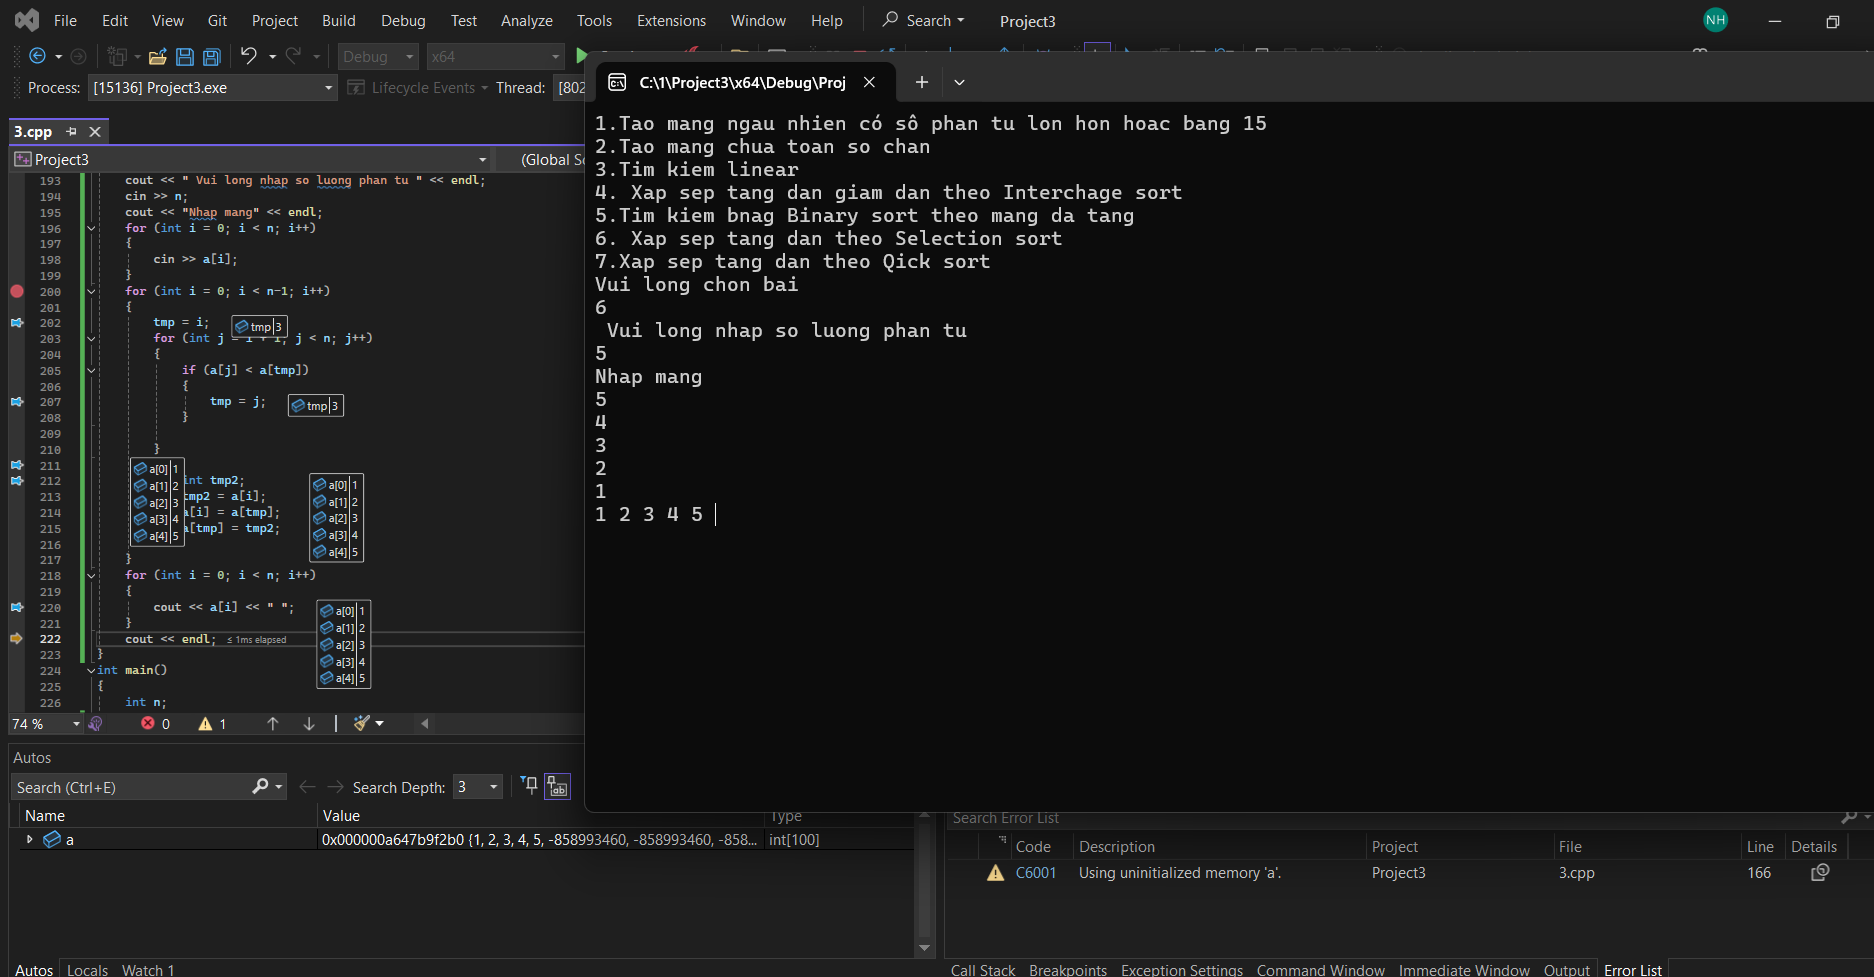 File Edit View Git Project Build Debug Test Analyze Tools Extensions Window Help Search Project3 NH
Debug x64
Process: [15136] Project3.exe Lifecycle Events Thread: [802
3.cpp
Project3 (Global
193 cout << " Vui long nhap so luong phan tu " << endl;
194 cin >> n;
195 cout << "Nhap mang" << endl;
196 for (int i = 0; i < n; i++)
197 {
198 cin >> a[i];
199 }
200 for (int i = 0; i < n-1; i++)
201 {
202 tmp = i; tmp 3
203 for (int j = i + 1; j < n; j++)
204 {
205 if (a[j] < a[tmp])
206 {
207 tmp = j; tmp 3
208 }
209
210 }
211
212 int tmp2;
213 tmp2 = a[i];
214 a[i] = a[tmp];
215 a[tmp] = tmp2;
216
217 }
218 for (int i = 0; i < n; i++)
219 {
220 cout << a[i] << " ";
221 }
222 cout << endl; ≤ 1ms elapsed
223 }
224 int main()
225 {
226 int n;
a[0] 1
a[1] 2
a[2] 3
a[3] 4
a[4] 5
a[0] 1
a[1] 2
a[2] 3
a[3] 4
a[4] 5
a[0] 1
a[1] 2
a[2] 3
a[3] 4
a[4] 5
74 % 0 1
C:\1\Project3\x64\Debug\Proj
1.Tao mang ngau nhien có sô phan tu lon hon hoac bang 15
2.Tao mang chua toan so chan
3.Tim kiem linear
4. Xap sep tang dan giam dan theo Interchage sort
5.Tim kiem bnag Binary sort theo mang da tang
6. Xap sep tang dan theo Selection sort
7.Xap sep tang dan theo Qick sort
Vui long chon bai
6
Vui long nhap so luong phan tu
5
Nhap mang
5
4
3
2
1
1 2 3 4 5
Autos
Search (Ctrl+E) Search Depth: 3
Name Value Type
a 0x000000a647b9f2b0 {1, 2, 3, 4, 5, -858993460, -858993460, -858... int[100]
Autos Locals Watch 1
Search Error List
Code Description Project File Line Details
C6001 Using uninitialized memory 'a'. Project3 3.cpp 166
Call Stack Breakpoints Exception Settings Command Window Immediate Window Output Error List